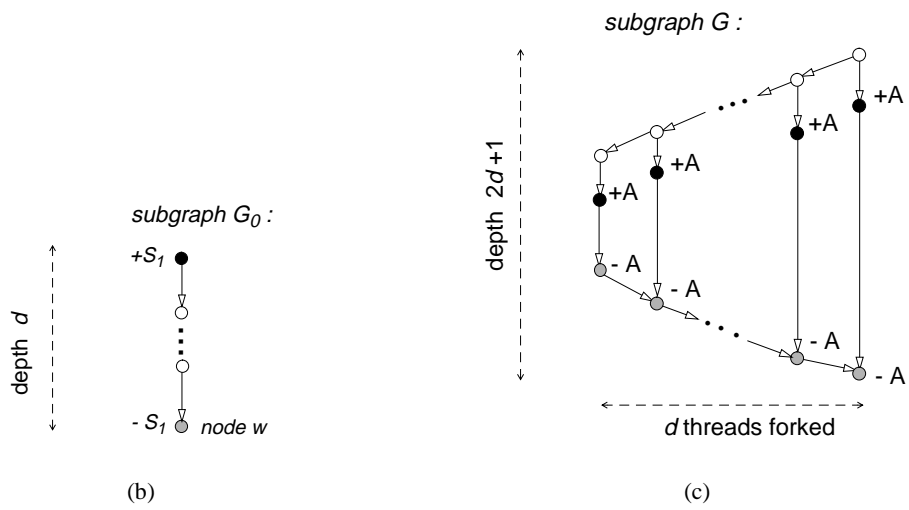 subgraph G :
+A
+A
+A
+A
depth 2d +1
subgraph G0 :
+S1
depth d
- A
- A
- A
- A
- S1 node w
d threads forked
(b)
(c)